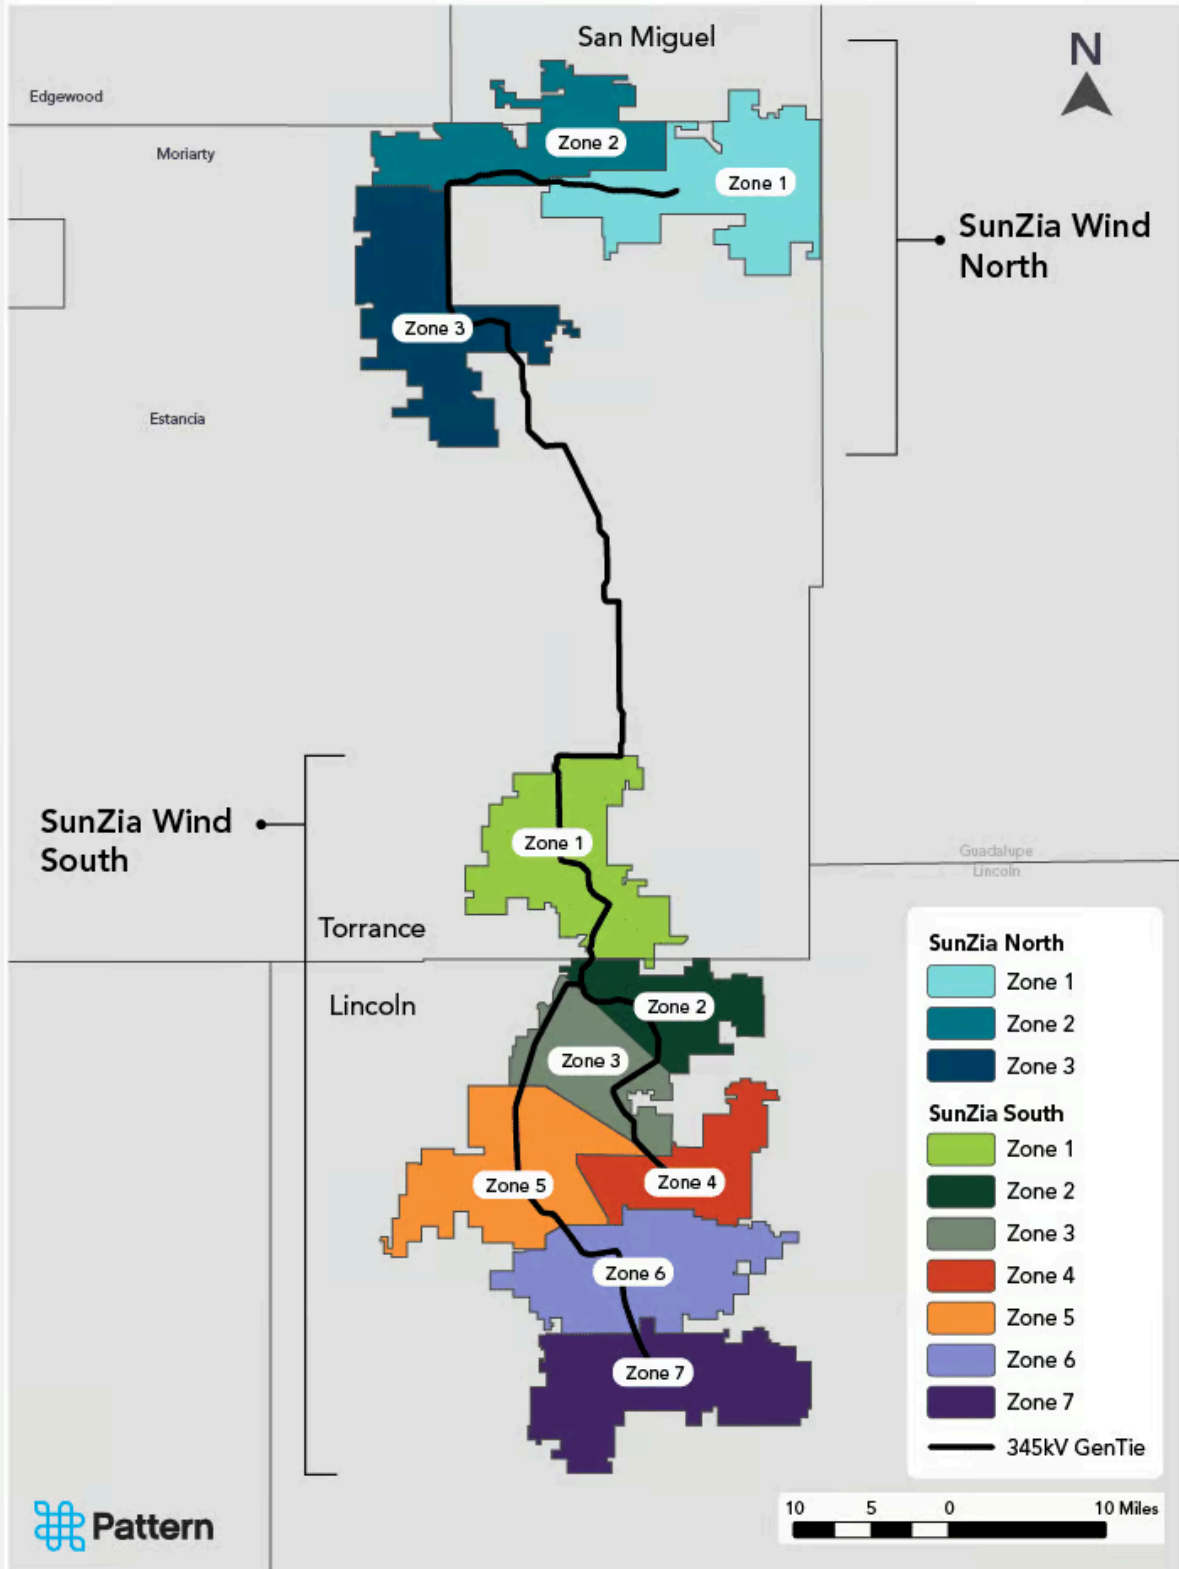 San Miguel
N
Edgewood
Moriarty
Zone 2
Zone 1
SunZia Wind
North
Zone 3
Estancia
SunZia Wind
South
Zone 1
Guadalupe
Lincoln
Torrance
Lincoln
Zone 2
Zone 3
Zone 4
Zone 5
Zone 6
Zone 7
SunZia North
Zone 1
Zone 2
Zone 3
SunZia South
Zone 1
Zone 2
Zone 3
Zone 4
Zone 5
Zone 6
Zone 7
345kV GenTie
10 5 0 10 Miles
Pattern